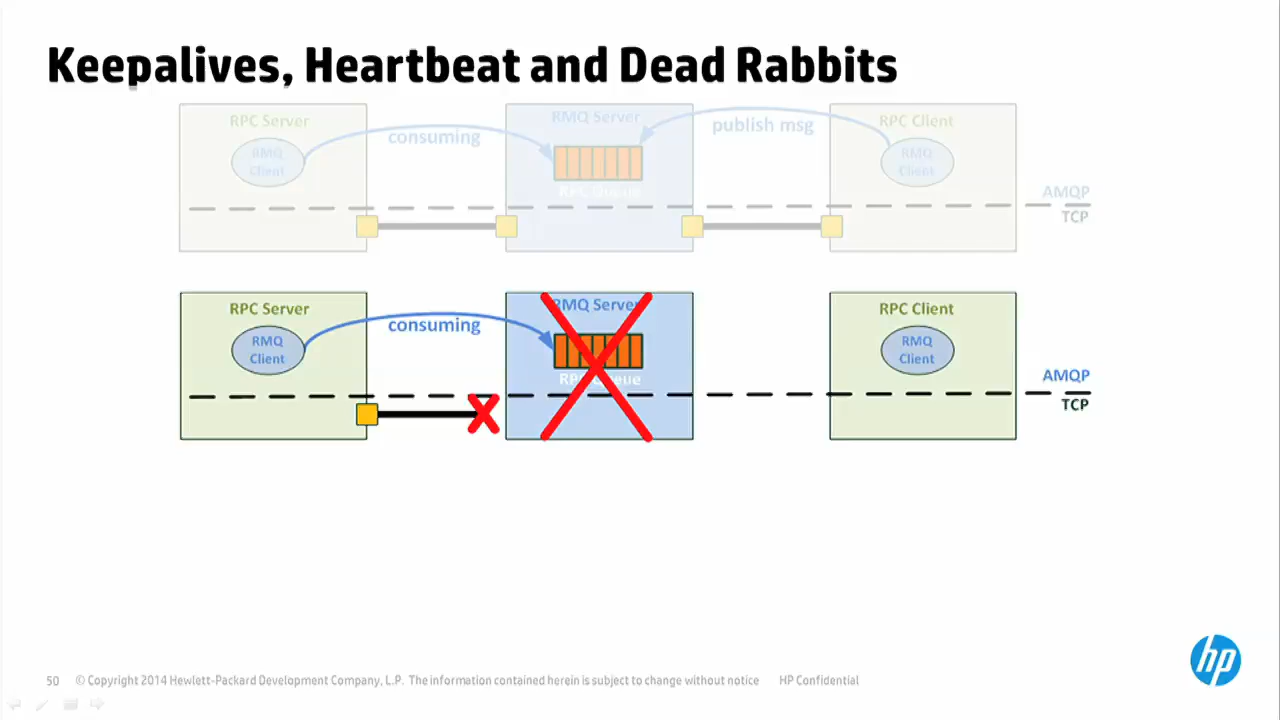 Keepalives, Heartbeat and Dead Rabbits
RPC Server
RMQ Server
RPC Client
consuming
publish msg
RMQ
Client
RMQ
Client
RPC Queue
AMQP
TCP
RPC Server
RMQ Server
RPC Client
consuming
RMQ
Client
RMQ
Client
RPC Queue
AMQP
TCP
50 © Copyright 2014 Hewlett-Packard Development Company, L.P. The information contained herein is subject to change without notice HP Confidential
hp